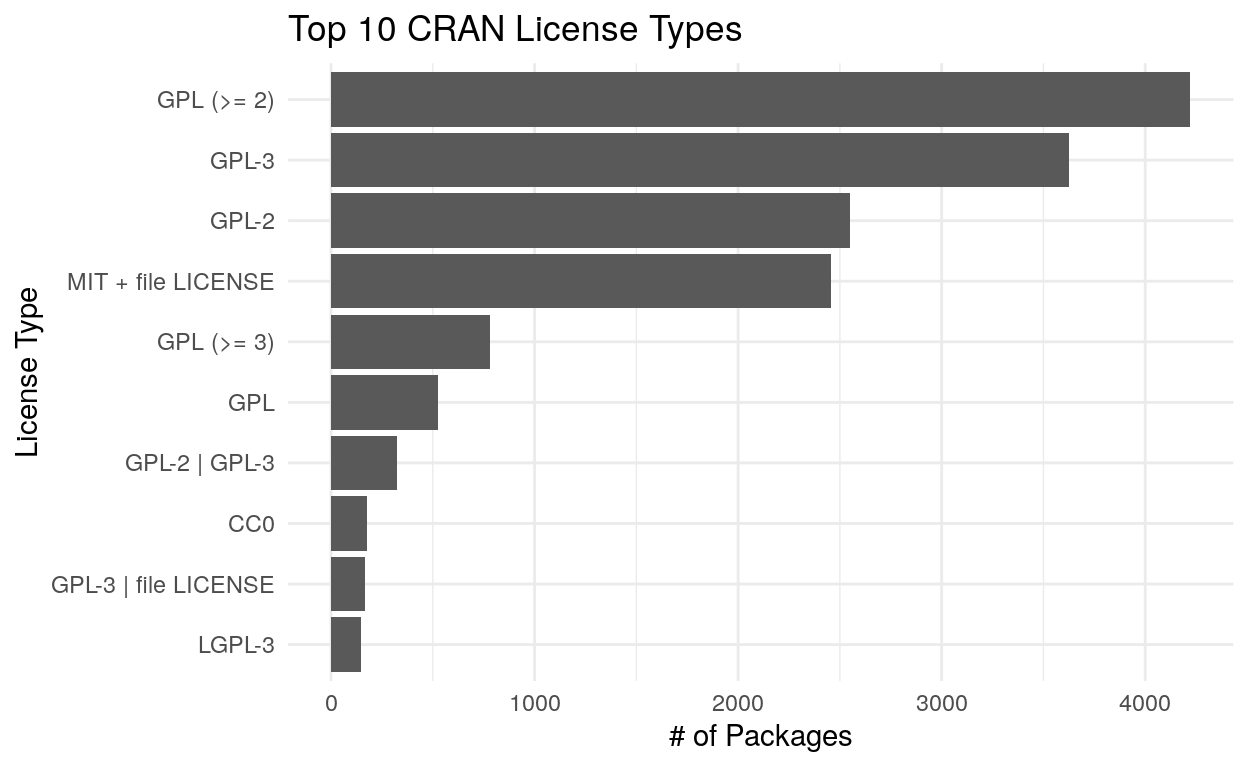 Top 10 CRAN License Types
License Type
GPL (>= 2)
GPL-3
GPL-2
MIT + file LICENSE
GPL (>= 3)
GPL
GPL-2 | GPL-3
CC0
GPL-3 | file LICENSE
LGPL-3
0 1000 2000 3000 4000
# of Packages